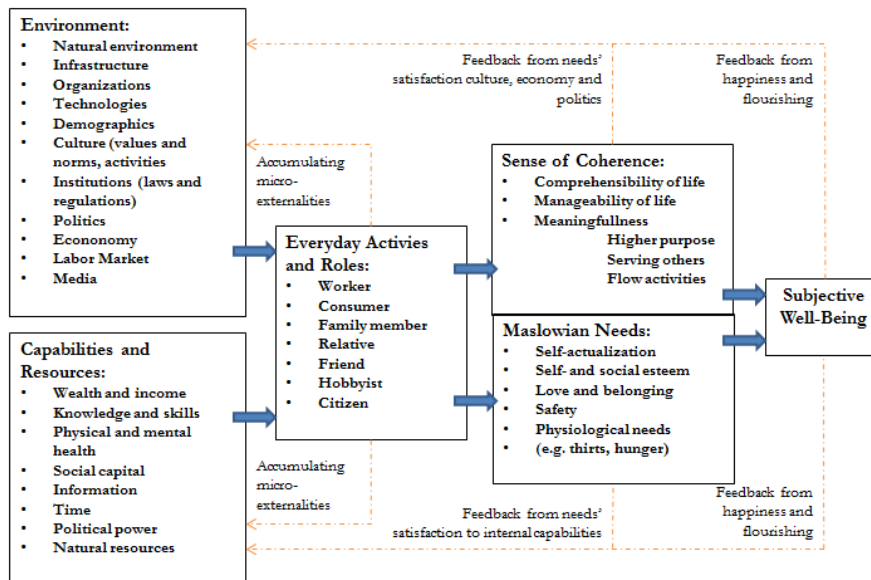 Environment:
• Natural environment
• Infrastructure
• Organizations
• Technologies
• Demographics
• Culture (values and
norms, activities
• Institutions (laws and
regulations)
• Politics
• Econonomy
• Labor Market
• Media
Capabilities and
Resources:
• Wealth and income
• Knowledge and skills
• Physical and mental
health
• Social capital
• Information
• Time
• Political power
• Natural resources
Accumulating
micro-
externalities
Everyday Activies
and Roles:
• Worker
• Consumer
• Family member
• Relative
• Friend
• Hobbyist
• Citizen
Accumulating
micro-
externalities
Feedback from needs'
satisfaction culture, economy and
politics
Sense of Coherence:
• Comprehensibility of life
• Manageability of life
• Meaningfullness
Higher purpose
Serving others
Flow activities
Maslowian Needs:
• Self-actualization
• Self- and social esteem
• Love and belonging
• Safety
• Physiological needs
• (e.g. thirts, hunger)
Feedback from needs'
satisfaction to internal capabilities
Feedback from
happiness and
flourishing
Subjective
Well-Being
Feedback from
happiness and
flourishing